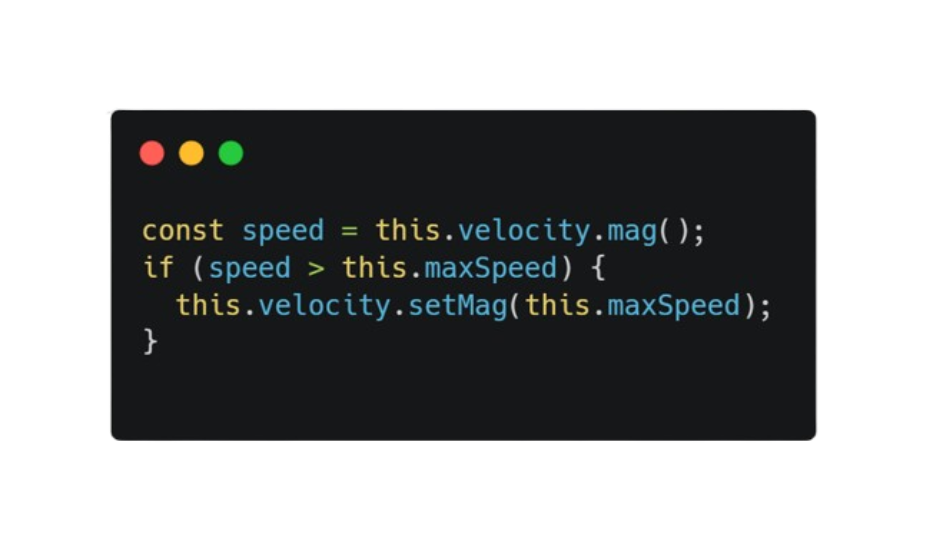 const speed = this.velocity.mag();
if (speed > this.maxSpeed) {
  this.velocity.setMag(this.maxSpeed);
}